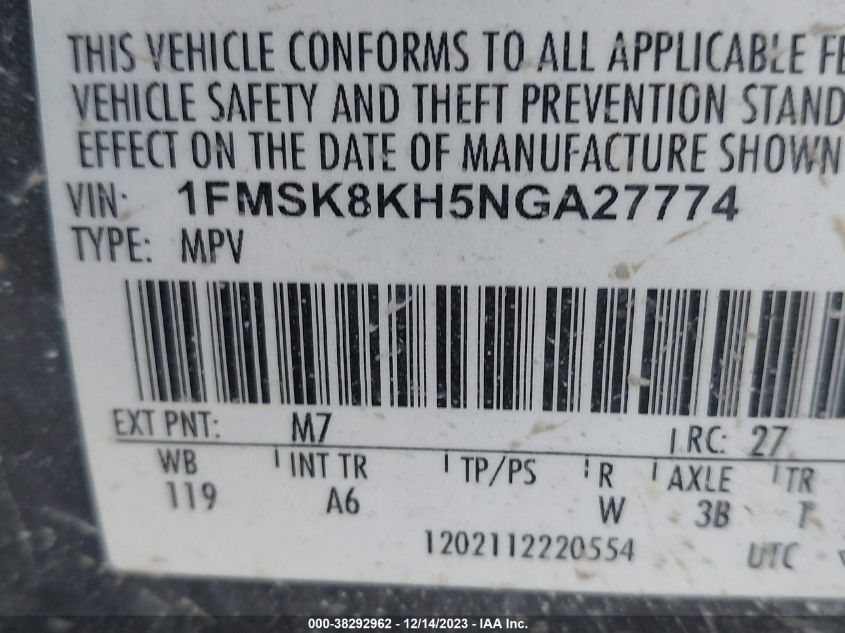 THIS VEHICLE CONFORMS TO ALL APPLICABLE FE
VEHICLE SAFETY AND THEFT PREVENTION STAND
EFFECT ON THE DATE OF MANUFACTURE SHOWN
VIN: 1FMSK8KH5NGA27774
TYPE: MPV
EXT PNT: M7 RC: 27
WB INT TR TP/PS R AXLE TR
119 A6 W 3B T
1202112220554 UTC
000-38292962 - 12/14/2023 - IAA Inc.